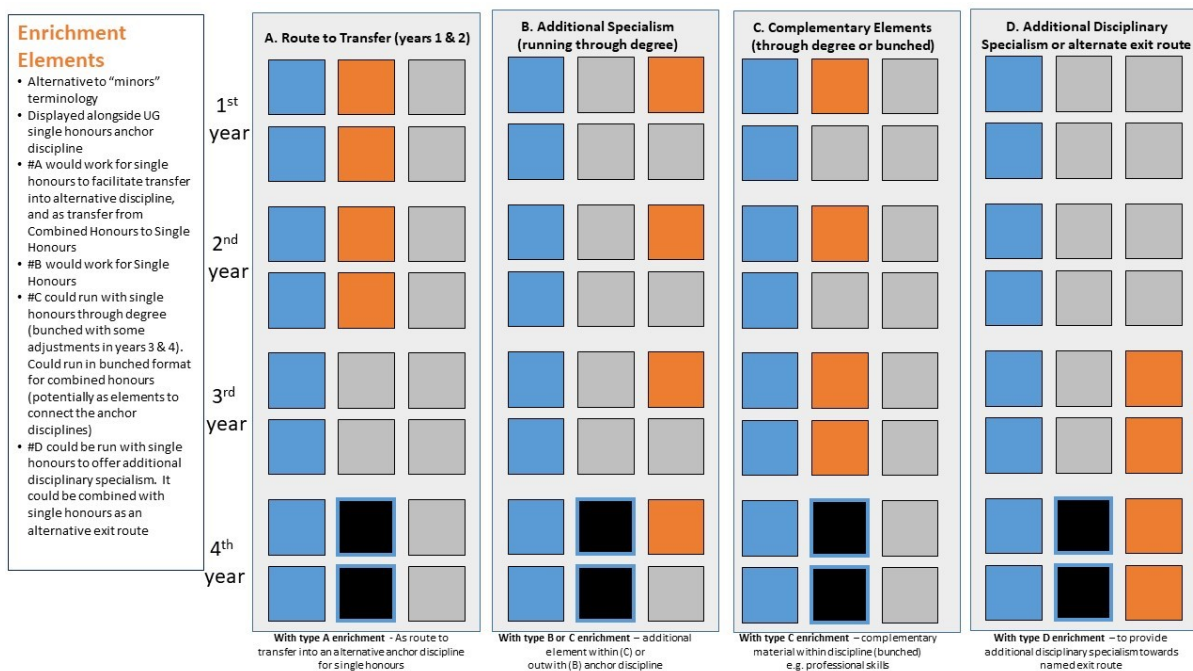 Enrichment
Elements
• Alternative to “minors”
terminology
• Displayed alongside UG
single honours anchor
discipline
• #A would work for single
honours to facilitate transfer
into alternative discipline,
and as transfer from
Combined Honours to Single
Honours
• #B would work for Single
Honours
• #C could run with single
honours through degree
(bunched with some
adjustments in years 3 & 4).
Could run in bunched format
for combined honours
(potentially as elements to
connect the anchor
disciplines)
• #D could be run with single
honours to offer additional
disciplinary specialism. It
could be combined with
single honours as an
alternative exit route
1st
year
2nd
year
3rd
year
4th
year
A. Route to Transfer (years 1 & 2)
B. Additional Specialism
(running through degree)
C. Complementary Elements
(through degree or bunched)
D. Additional Disciplinary
Specialism or alternate exit route
With type A enrichment - As route to
transfer into an alternative anchor discipline
for single honours
With type B or C enrichment – additional
element within (C) or
outwith (B) anchor discipline
With type C enrichment – complementary
material within discipline (bunched)
e.g. professional skills
With type D enrichment – to provide
additional disciplinary specialism towards
named exit route